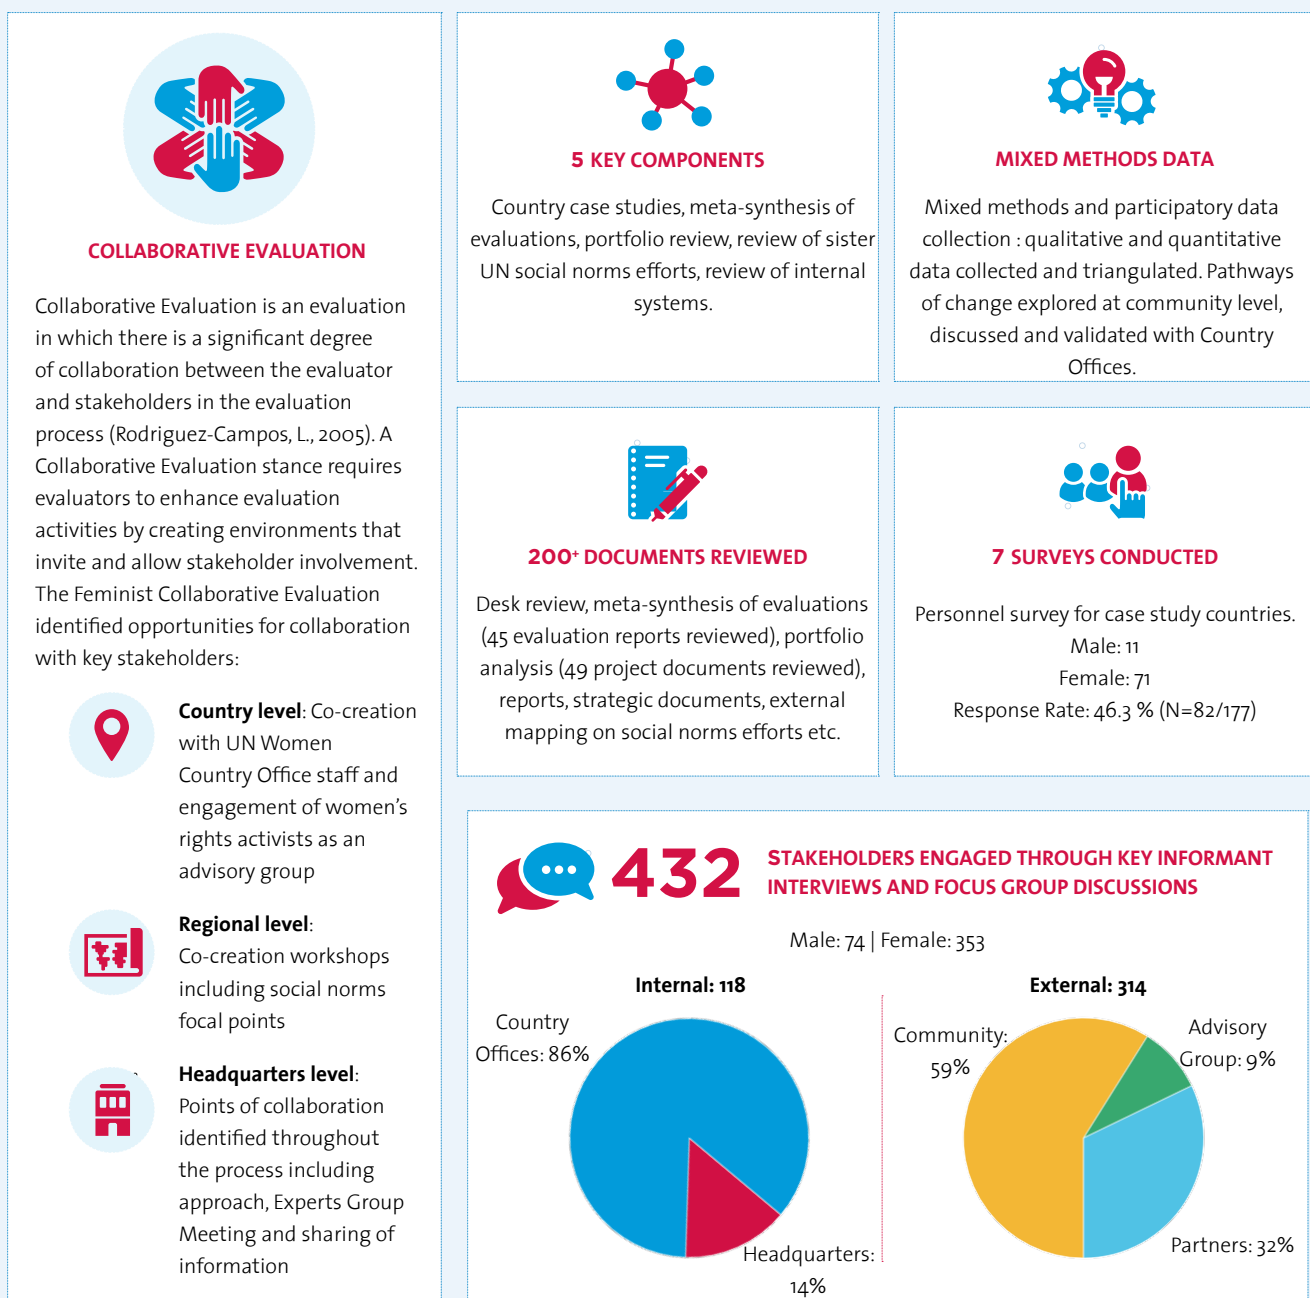 COLLABORATIVE EVALUATION
Collaborative Evaluation is an evaluation
in which there is a significant degree
of collaboration between the evaluator
and stakeholders in the evaluation
process (Rodriguez-Campos, L., 2005). A
Collaborative Evaluation stance requires
evaluators to enhance evaluation
activities by creating environments that
invite and allow stakeholder involvement.
The Feminist Collaborative Evaluation
identified opportunities for collaboration
with key stakeholders:
Country level: Co-creation
with UN Women
Country Office staff and
engagement of women’s
rights activists as an
advisory group
Regional level:
Co-creation workshops
including social norms
focal points
Headquarters level:
Points of collaboration
identified throughout
the process including
approach, Experts Group
Meeting and sharing of
information
5 KEY COMPONENTS
Country case studies, meta-synthesis of
evaluations, portfolio review, review of sister
UN social norms efforts, review of internal
systems.
MIXED METHODS DATA
Mixed methods and participatory data
collection : qualitative and quantitative
data collected and triangulated. Pathways
of change explored at community level,
discussed and validated with Country
Offices.
200+ DOCUMENTS REVIEWED
Desk review, meta-synthesis of evaluations
(45 evaluation reports reviewed), portfolio
analysis (49 project documents reviewed),
reports, strategic documents, external
mapping on social norms efforts etc.
7 SURVEYS CONDUCTED
Personnel survey for case study countries.
Male: 11
Female: 71
Response Rate: 46.3 % (N=82/177)
432
STAKEHOLDERS ENGAGED THROUGH KEY INFORMANT
INTERVIEWS AND FOCUS GROUP DISCUSSIONS
Male: 74 | Female: 353
Internal: 118
Country
Offices: 86%
Headquarters:
14%
External: 314
Community:
59%
Advisory
Group: 9%
Partners: 32%